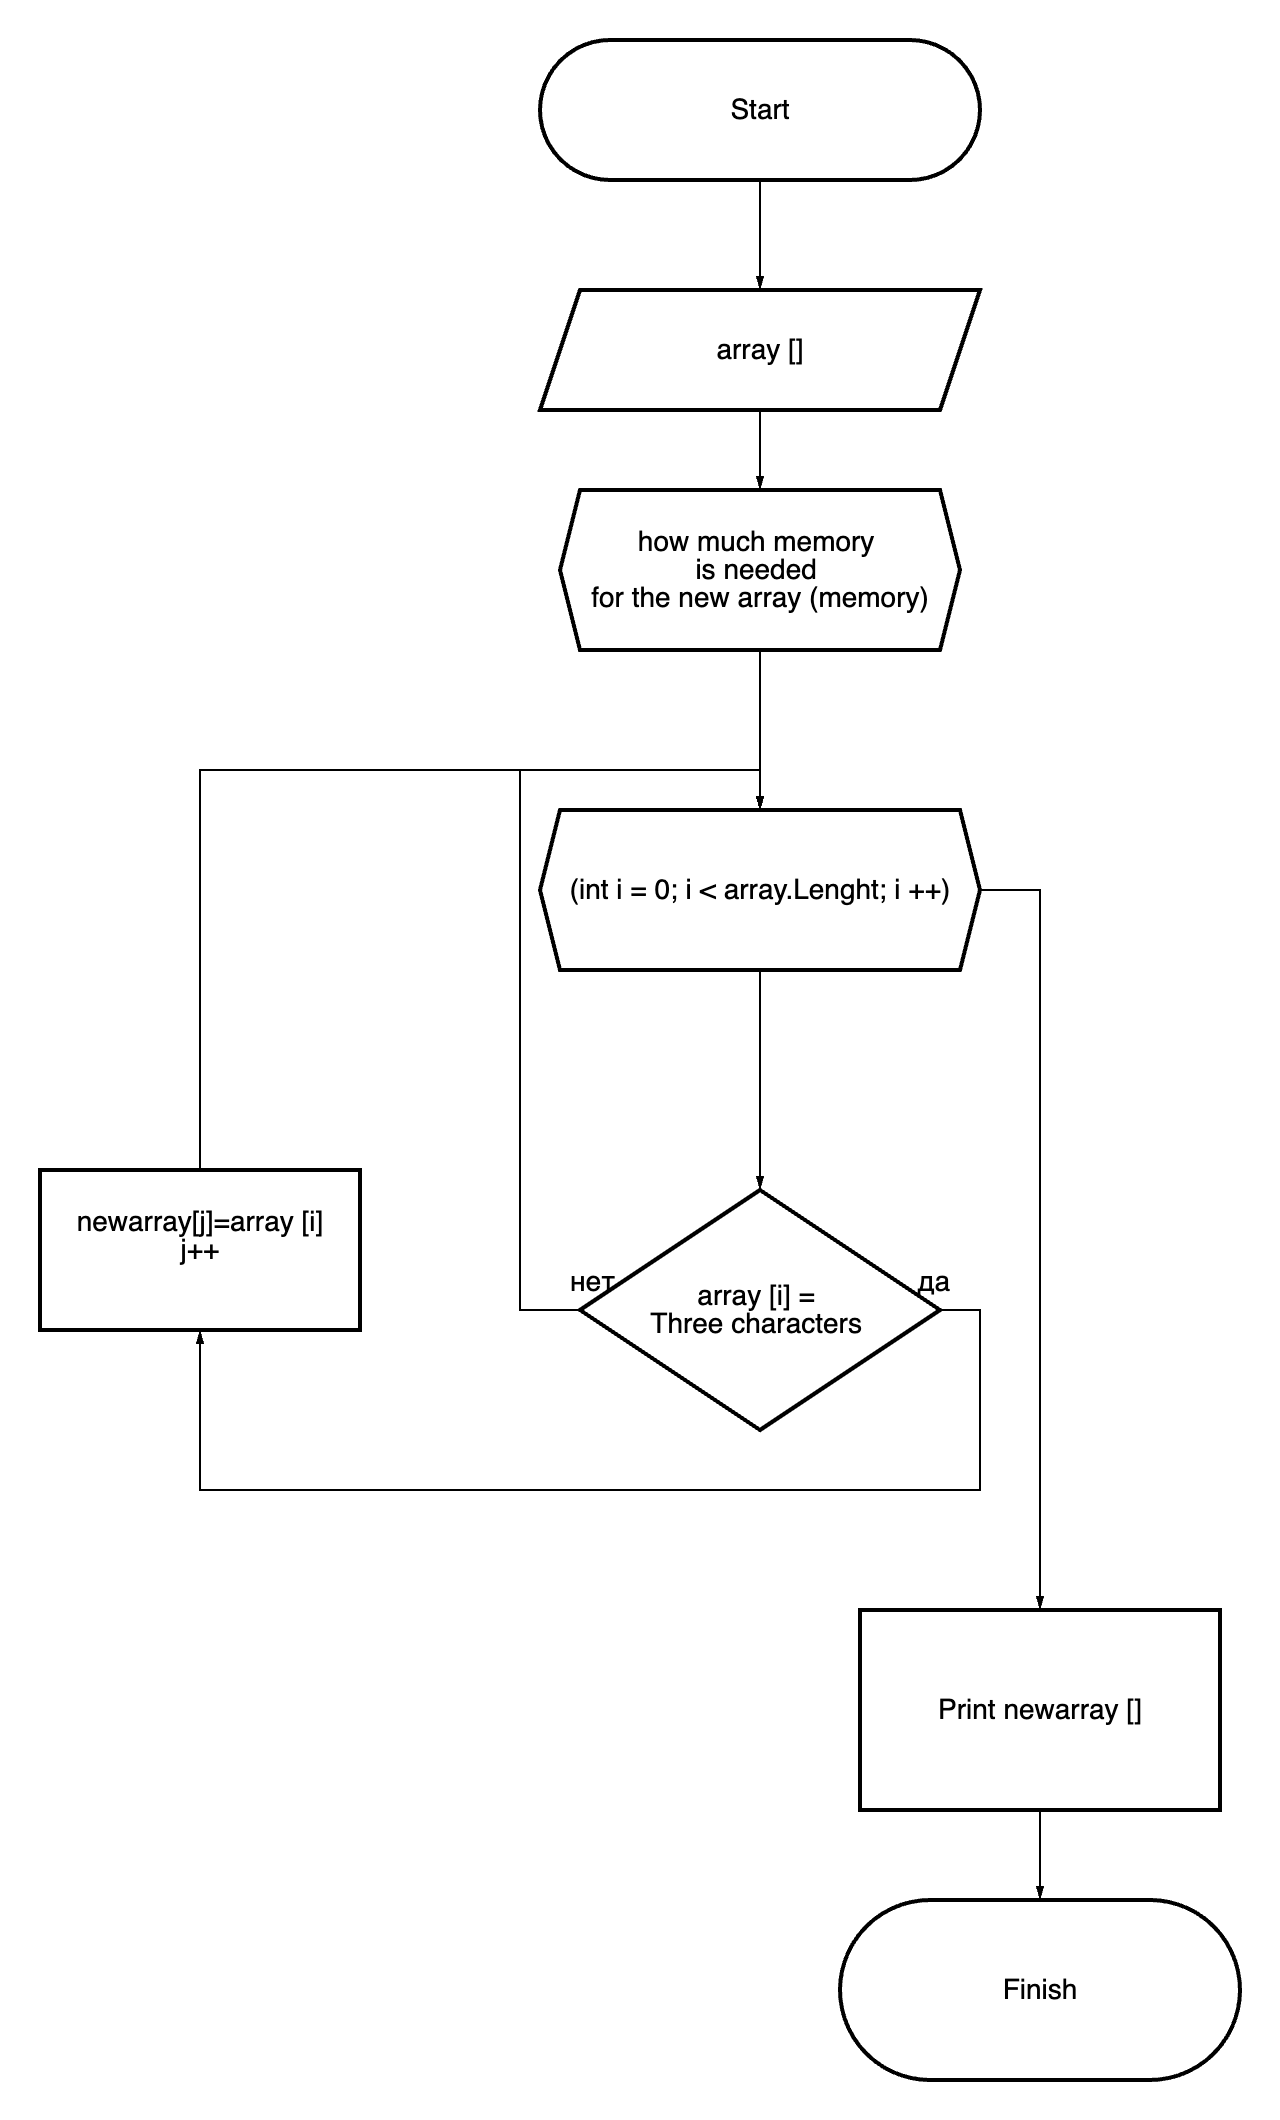 Start
array []
how much memory
is needed
for the new array (memory)
(int i = 0; i < array.Lenght; i ++)
newarray[j]=array [i]
j++
нет
да
array [i] =
Three characters
Print newarray []
Finish